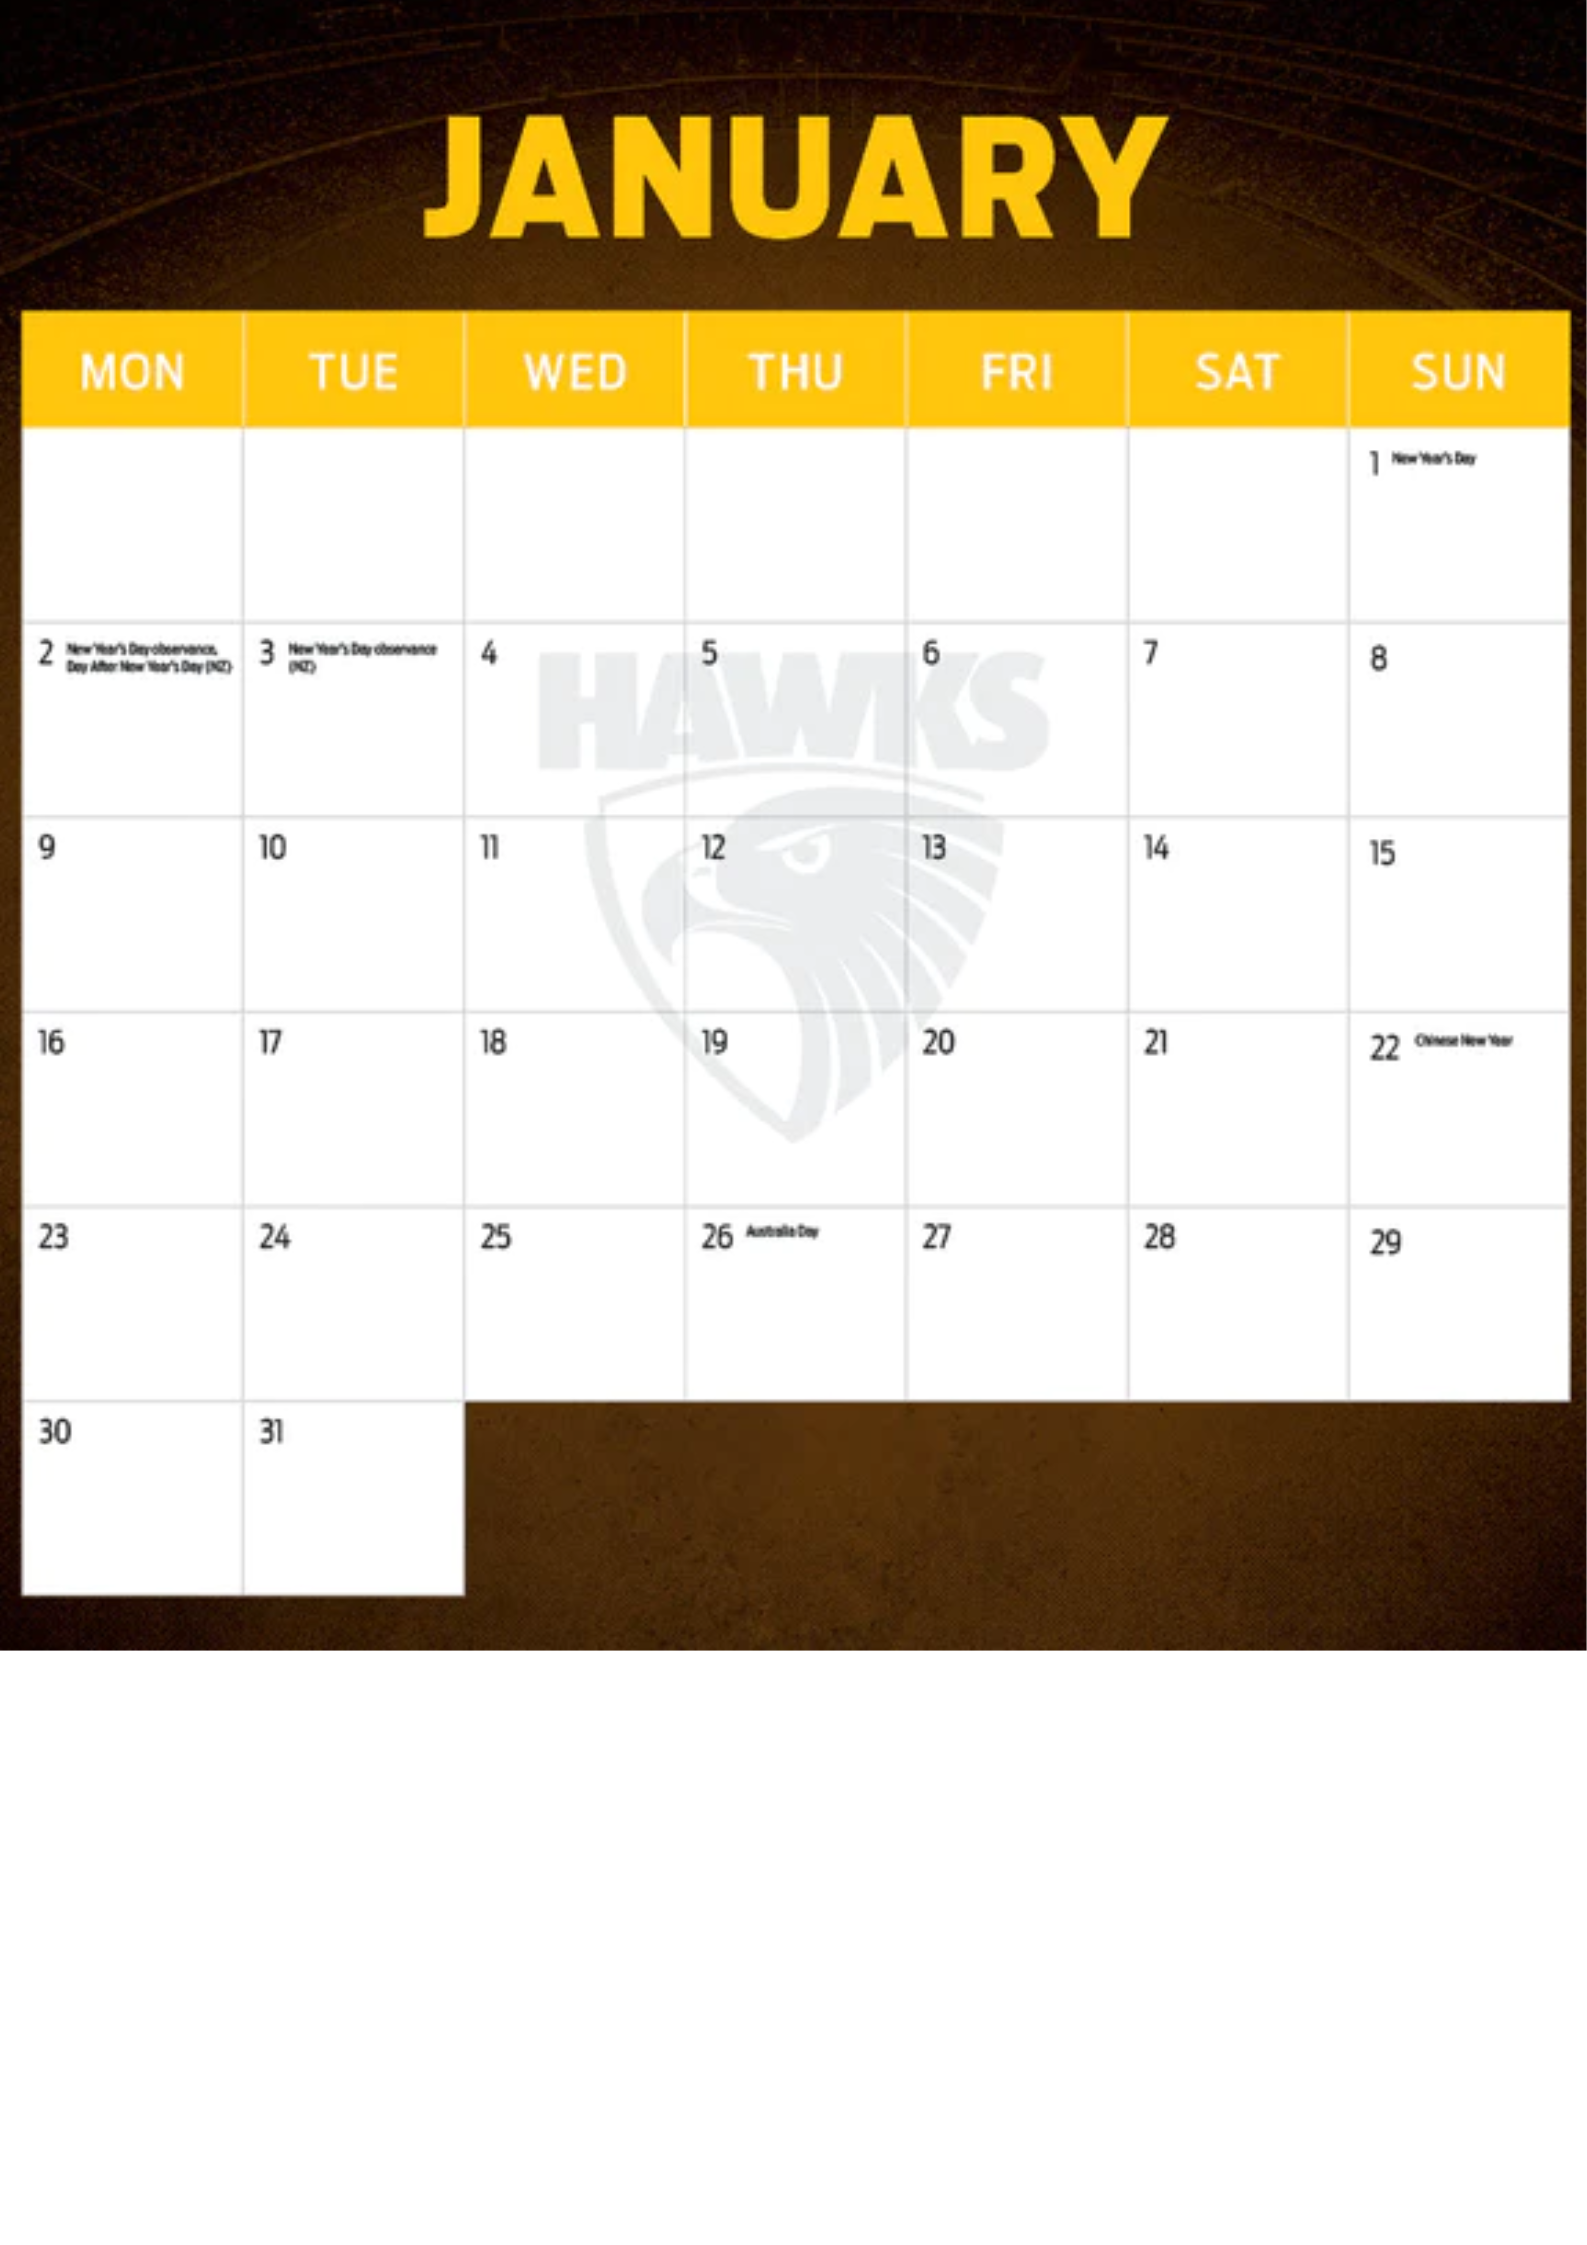 JANUARY
MON TUE WED THU FRI SAT SUN
1 New Year's Day
2 New Year's Day observance,
Day After New Year's Day (NZ)
3 New Year's Day observance
(NZ)
4 5 6 7 8
HAWKS
9 10 11 12 13 14 15
16 17 18 19 20 21 22 Chinese New Year
23 24 25 26 Australia Day 27 28 29
30 31